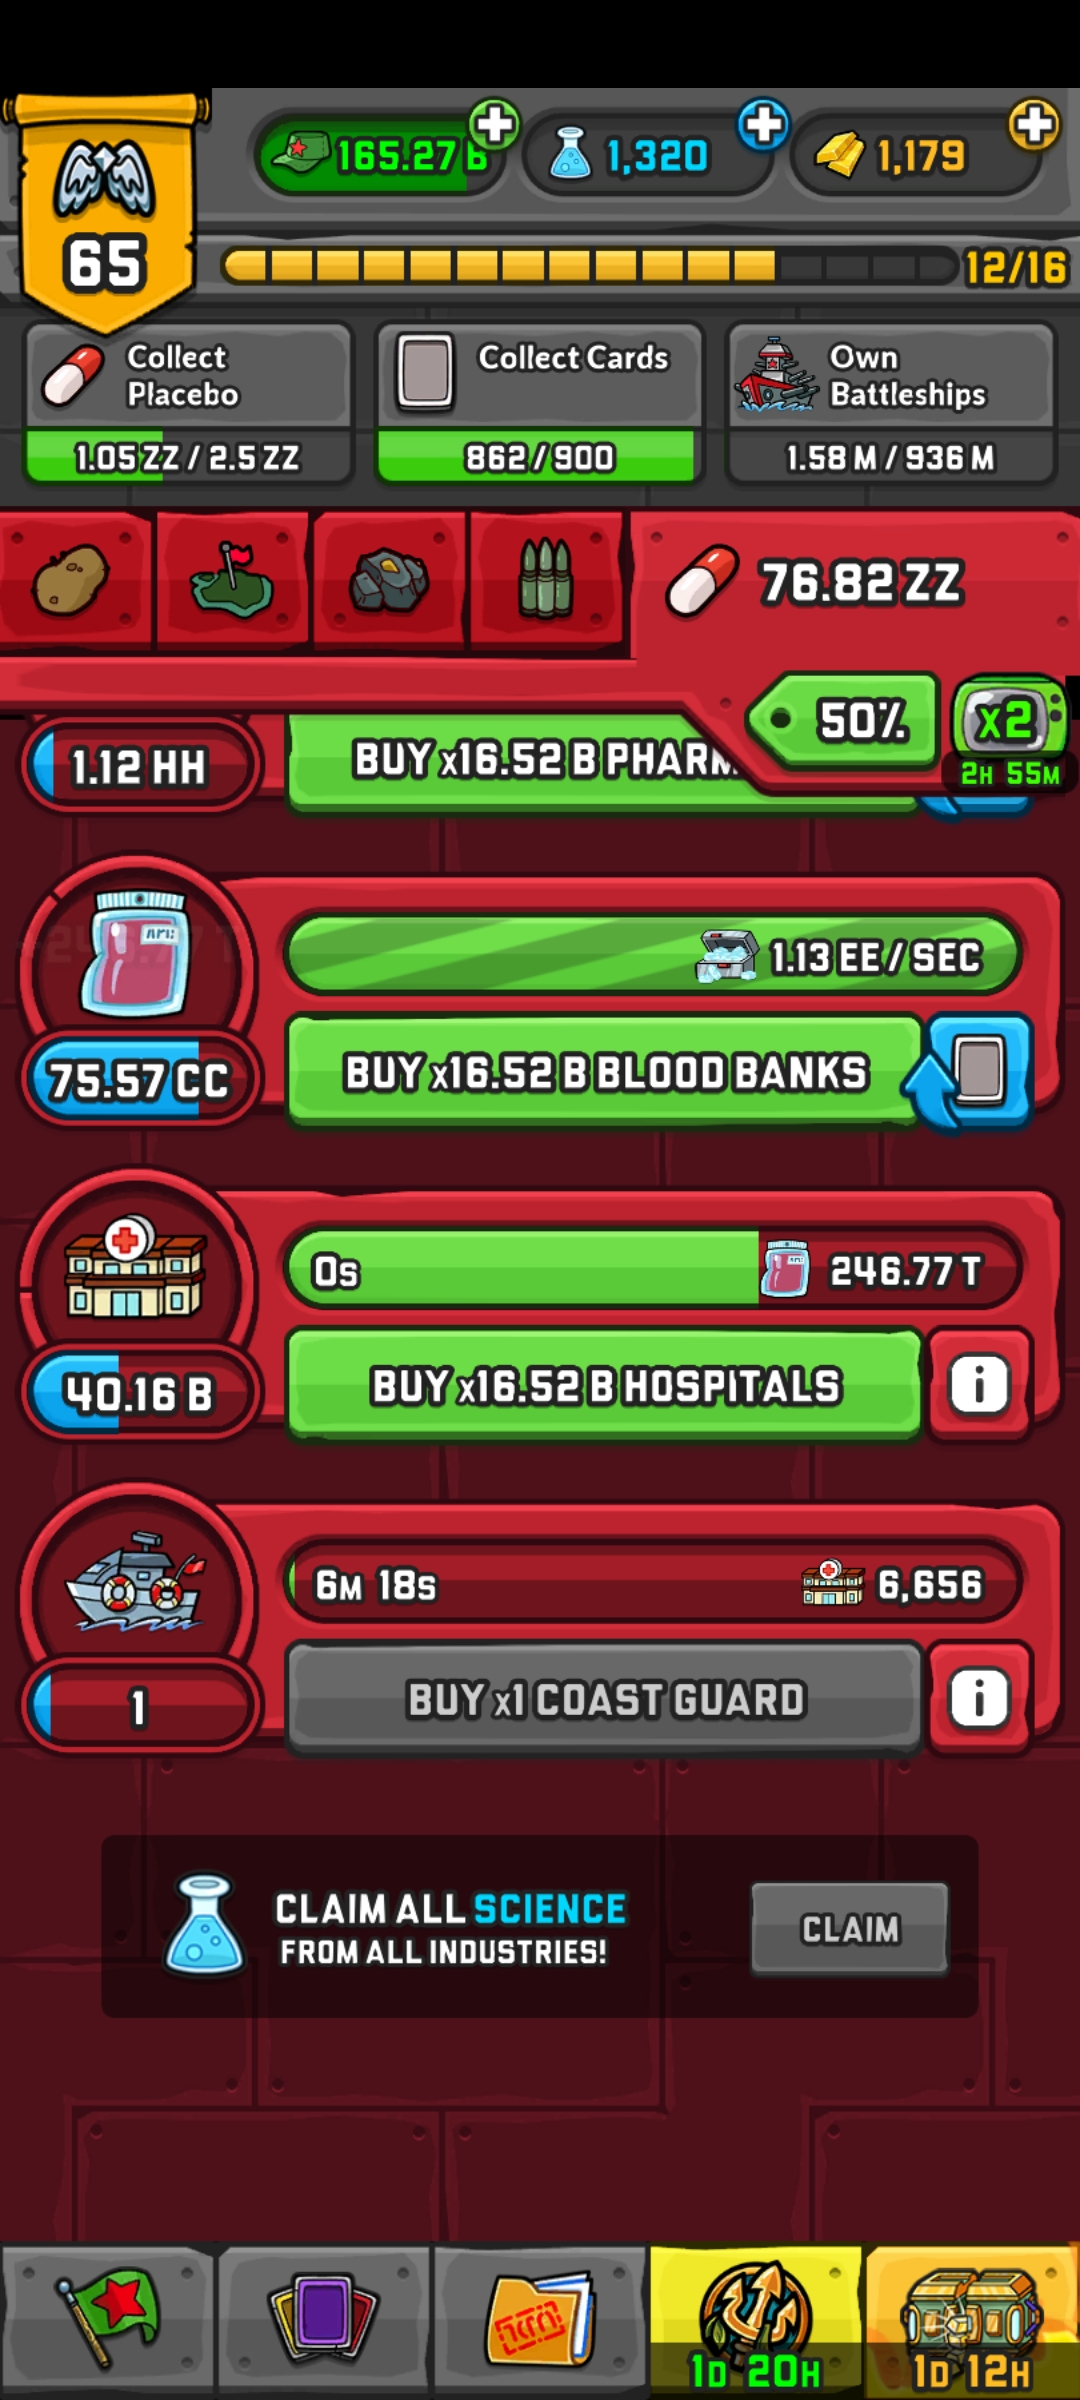 65
165.27 B
1,320
1,179
12/16
Collect
Placebo
1.05 ZZ / 2.5 ZZ
Collect Cards
862 / 900
Own
Battleships
1.58 M / 936 M
76.82 ZZ
50%
x2
2H 55M
1.12 HH
BUY x16.52 B PHARM
1.13 EE / SEC
75.57 CC
BUY x16.52 B BLOOD BANKS
0s
246.77 T
40.16 B
BUY x16.52 B HOSPITALS
i
6M 18s
6,656
1
BUY x1 COAST GUARD
i
CLAIM ALL SCIENCE
FROM ALL INDUSTRIES!
CLAIM
1D 20H
1D 12H